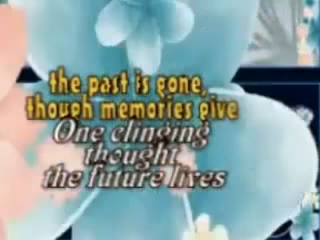 the past is gone,
though memories give
One clinging
thought
the future lives